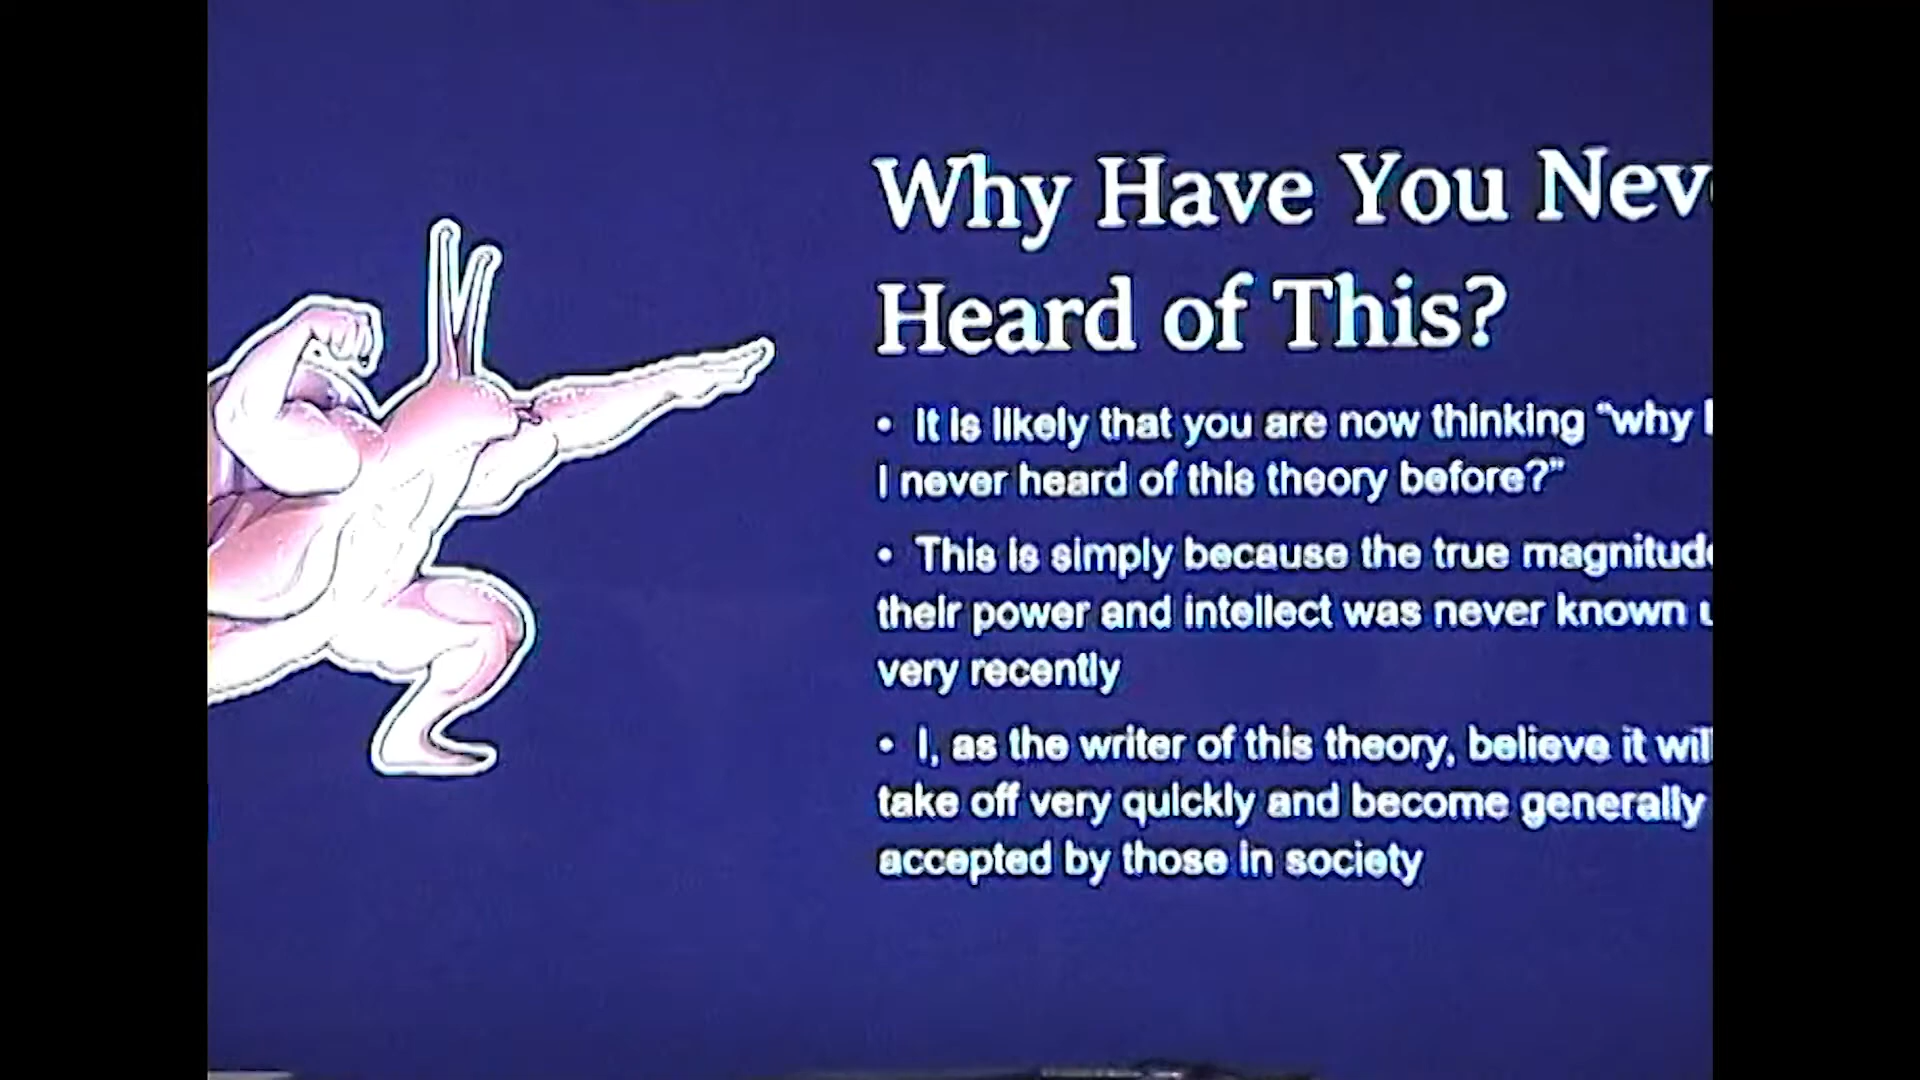 Why Have You Nev
Heard of This?
• It is likely that you are now thinking “why
I never heard of this theory before?”
• This is simply because the true magnitud
their power and intellect was never known
very recently
• I, as the writer of this theory, believe it wil
take off very quickly and become generally
accepted by those in society